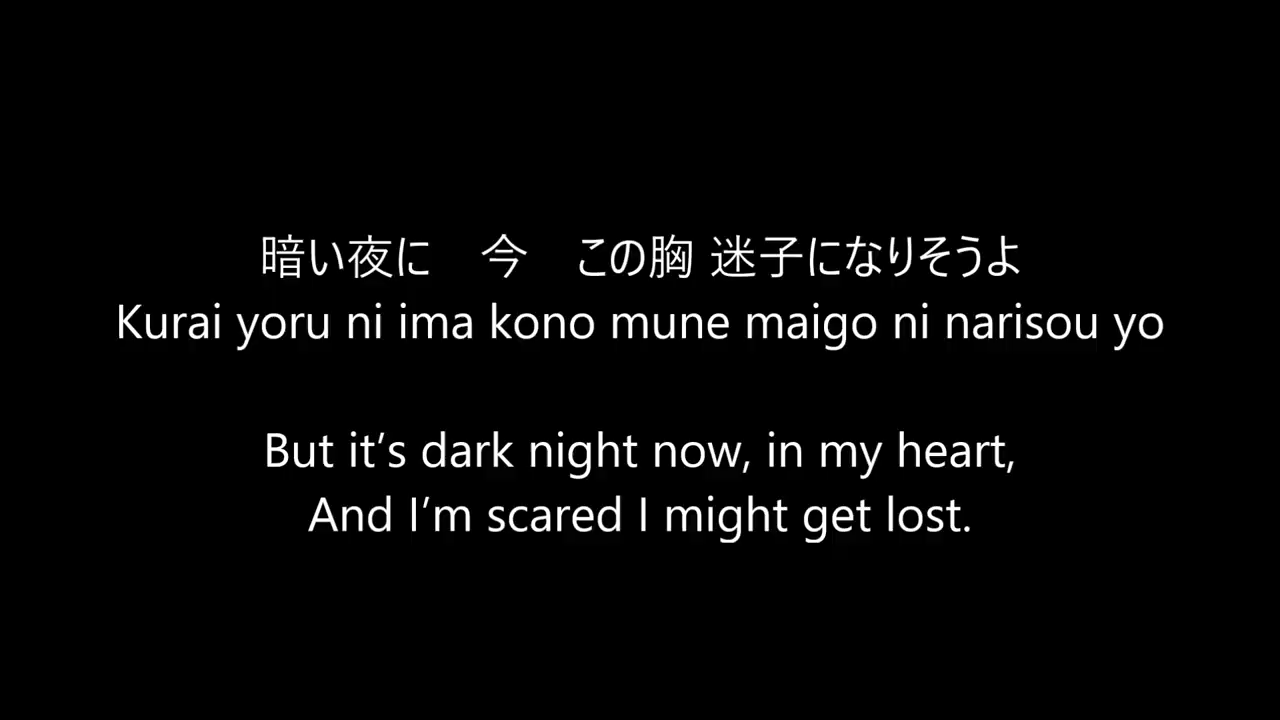 暗い夜に　今　この胸 迷子になりそうよ
Kurai yoru ni ima kono mune maigo ni narisou yo
But it’s dark night now, in my heart,
And I’m scared I might get lost.